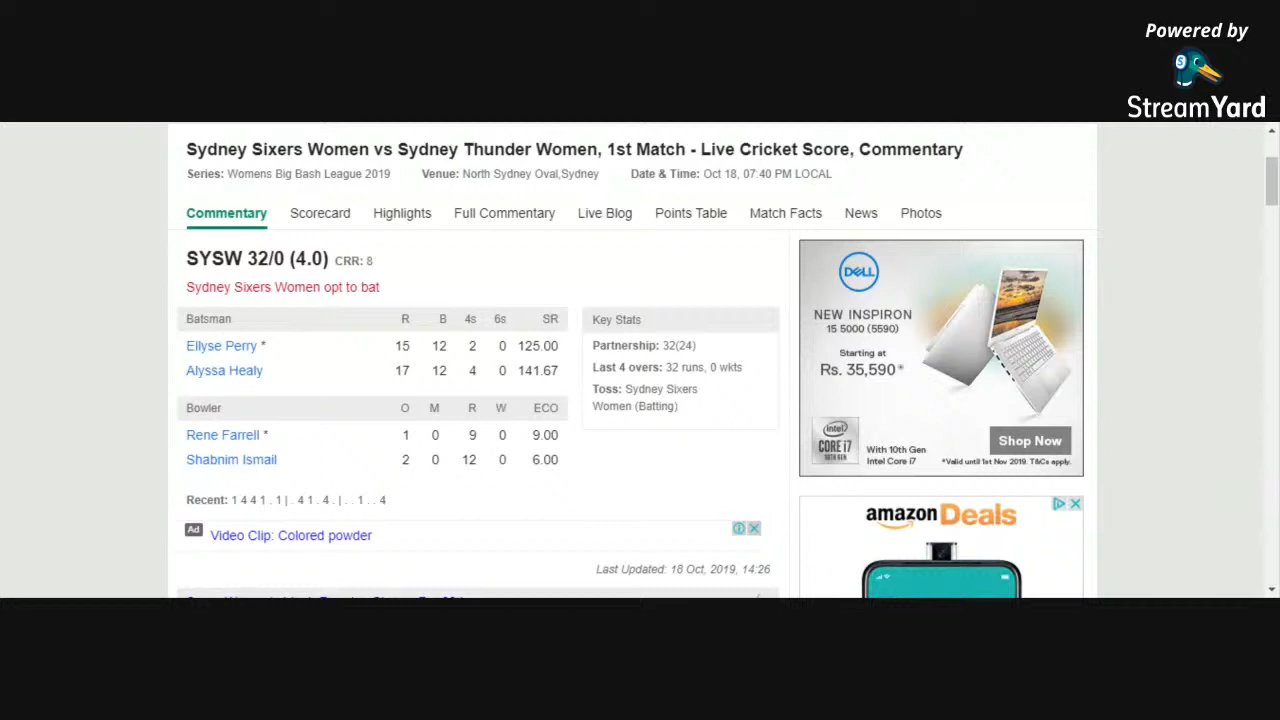 Powered by
StreamYard
Sydney Sixers Women vs Sydney Thunder Women, 1st Match - Live Cricket Score, Commentary
Series: Womens Big Bash League 2019 Venue: North Sydney Oval,Sydney Date & Time: Oct 18, 07:40 PM LOCAL
Commentary Scorecard Highlights Full Commentary Live Blog Points Table Match Facts News Photos
SYSW 32/0 (4.0) CRR: 8
Sydney Sixers Women opt to bat
Batsman R B 4s 6s SR
Ellyse Perry * 15 12 2 0 125.00
Alyssa Healy 17 12 4 0 141.67
Bowler O M R W ECO
Rene Farrell * 1 0 9 0 9.00
Shabnim Ismail 2 0 12 0 6.00
Recent: 1 4 4 1 . 1 | . 4 1 . 4 . | . . 1 . . 4
Key Stats
Partnership: 32(24)
Last 4 overs: 32 runs, 0 wkts
Toss: Sydney Sixers
Women (Batting)
Ad Video Clip: Colored powder
Last Updated: 18 Oct, 2019, 14:26
DELL
NEW INSPIRON
15 5000 (5590)
Starting at
Rs. 35,590*
Shop Now
intel
CORE i7
10TH GEN
With 10th Gen
Intel Core i7
*Valid until 1st Nov 2019. T&Cs apply.
amazon Deals